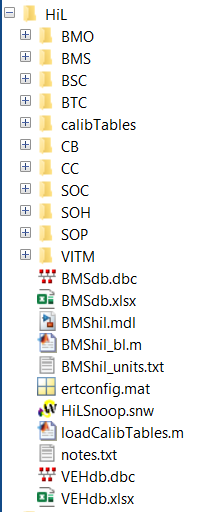 HiL
BMO
BMS
BSC
BTC
calibTables
CB
CC
SOC
SOH
SOP
VITM
BMSdb.dbc
BMSdb.xlsx
BMShil.mdl
BMShil_bl.m
BMShil_units.txt
ertconfig.mat
HiLSnoop.snw
loadCalibTables.m
notes.txt
VEHdb.dbc
VEHdb.xlsx